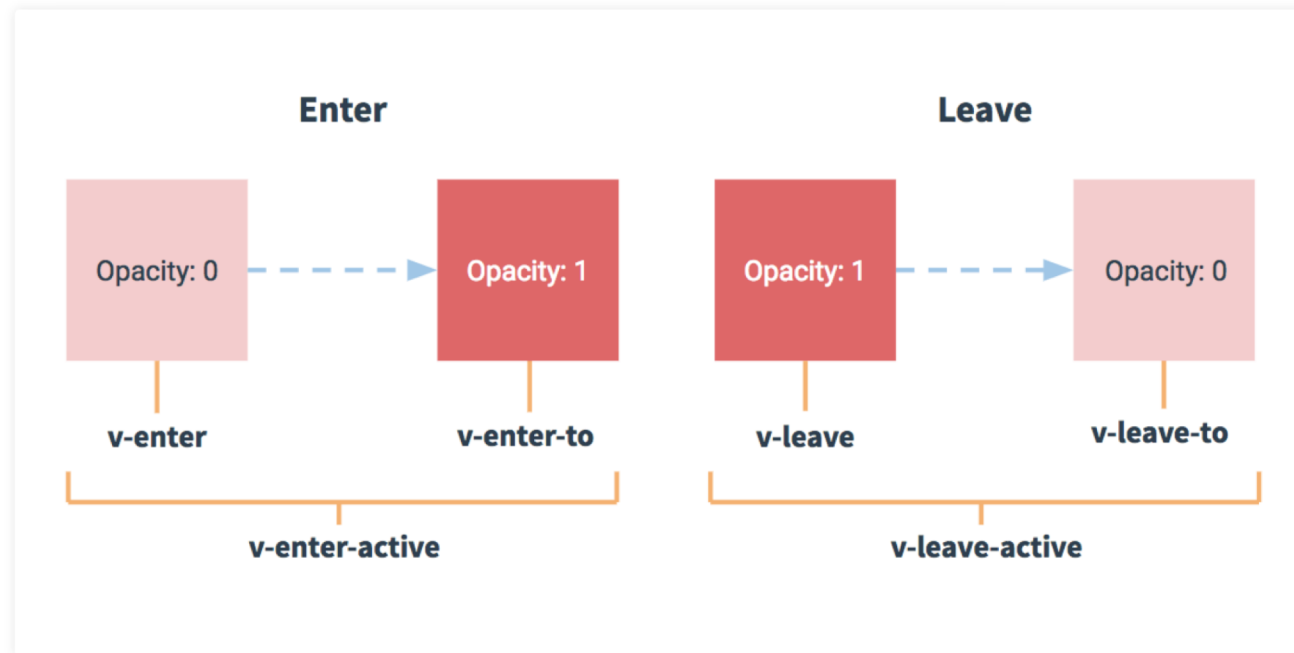 Enter
Leave
Opacity: 0
Opacity: 1
Opacity: 1
Opacity: 0
v-enter
v-enter-to
v-leave
v-leave-to
v-enter-active
v-leave-active